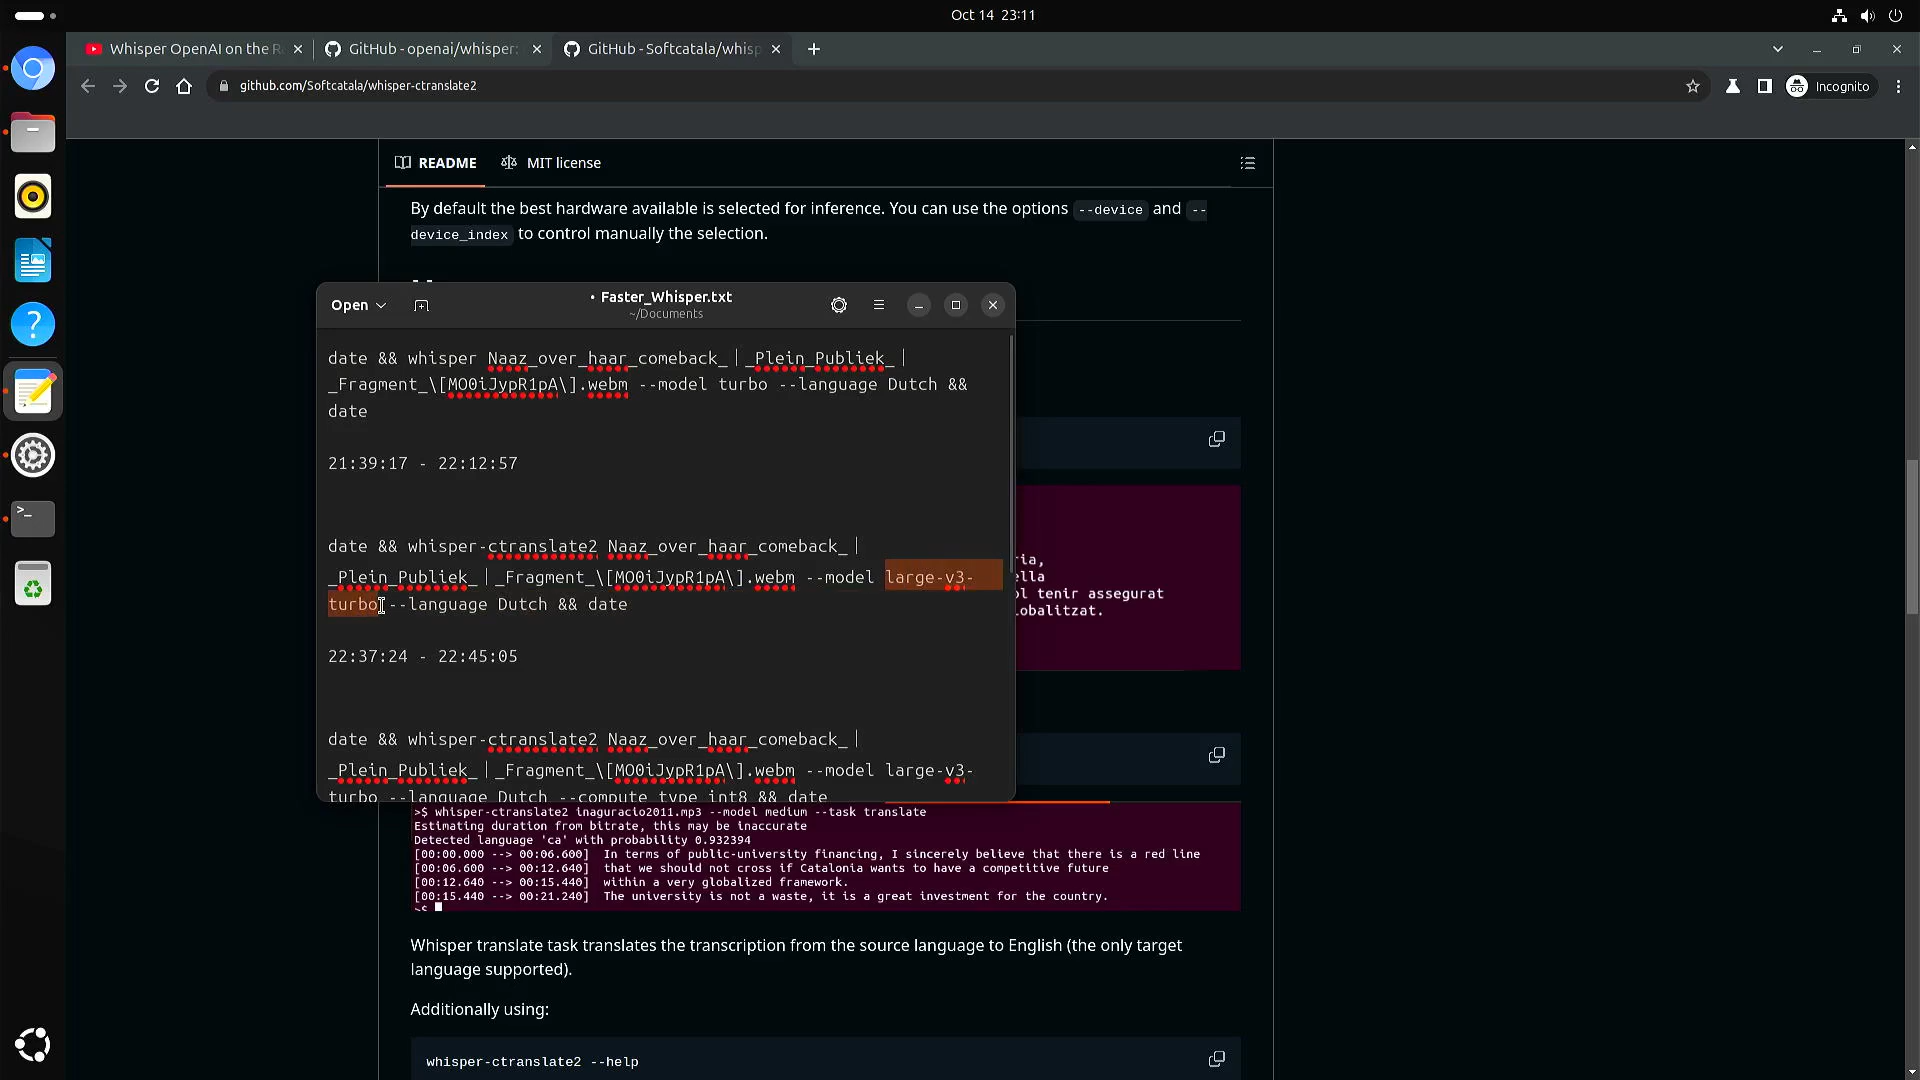 Oct 14 23:11
Whisper OpenAI on the R
GitHub - openai/whisper:
GitHub - Softcatala/whisp
github.com/Softcatala/whisper-ctranslate2
Incognito
README
MIT license
By default the best hardware available is selected for inference. You can use the options --device and --
device_index to control manually the selection.
Open
• Faster_Whisper.txt
~/Documents
date && whisper Naaz_over_haar_comeback_|_Plein_Publiek_|
_Fragment_\[MO0iJypR1pA\].webm --model turbo --language Dutch &&
date
21:39:17 - 22:12:57
date && whisper-ctranslate2 Naaz_over_haar_comeback_|
_Plein_Publiek_|_Fragment_\[MO0iJypR1pA\].webm --model large-v3-
turbo --language Dutch && date
22:37:24 - 22:45:05
date && whisper-ctranslate2 Naaz_over_haar_comeback_|
_Plein_Publiek_|_Fragment_\[MO0iJypR1pA\].webm --model large-v3-
turbo --language Dutch --compute_type int8 && date
ria,
ella
ol tenir assegurat
lobalitzat.
>$ whisper-ctranslate2 inaguracio2011.mp3 --model medium --task translate
Estimating duration from bitrate, this may be inaccurate
Detected language 'ca' with probability 0.932394
[00:00.000 --> 00:06.600] In terms of public-university financing, I sincerely believe that there is a red line
[00:06.600 --> 00:12.640] that we should not cross if Catalonia wants to have a competitive future
[00:12.640 --> 00:15.440] within a very globalized framework.
[00:15.440 --> 00:21.240] The university is not a waste, it is a great investment for the country.
>$
Whisper translate task translates the transcription from the source language to English (the only target
language supported).
Additionally using:
whisper-ctranslate2 --help